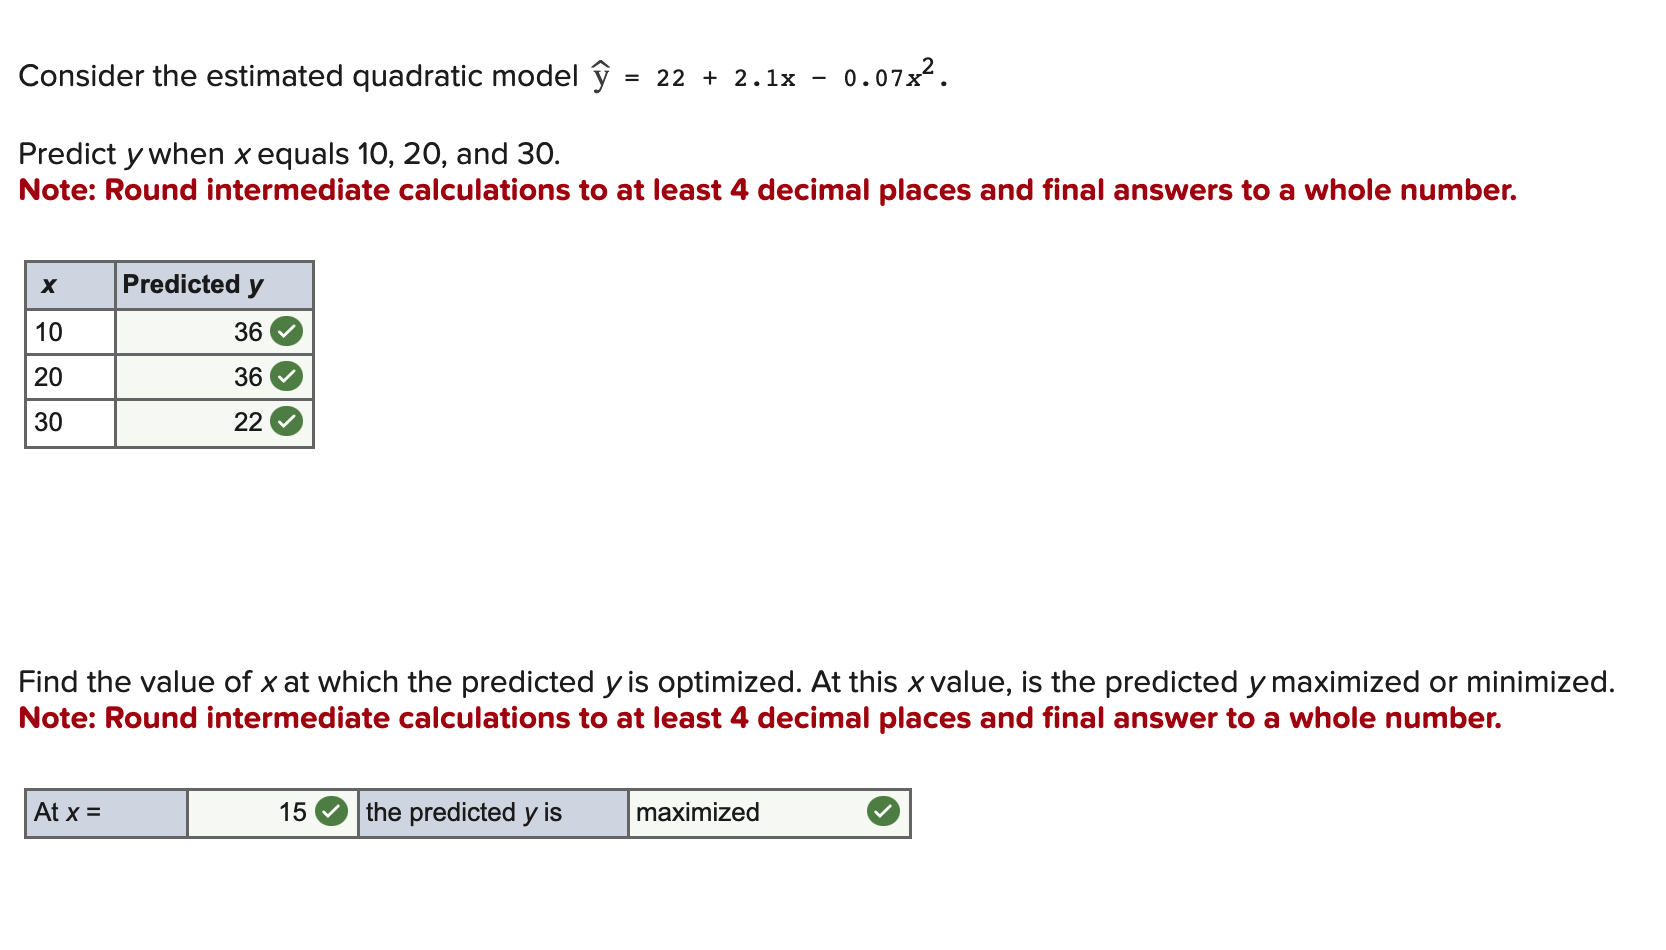 Consider the estimated quadratic model ŷ = 22 + 2.1x − 0.07x².
Predict y when x equals 10, 20, and 30.
Note: Round intermediate calculations to at least 4 decimal places and final answers to a whole number.
x Predicted y
10 36
20 36
30 22
Find the value of x at which the predicted y is optimized. At this x value, is the predicted y maximized or minimized.
Note: Round intermediate calculations to at least 4 decimal places and final answer to a whole number.
At x = 15 the predicted y is maximized